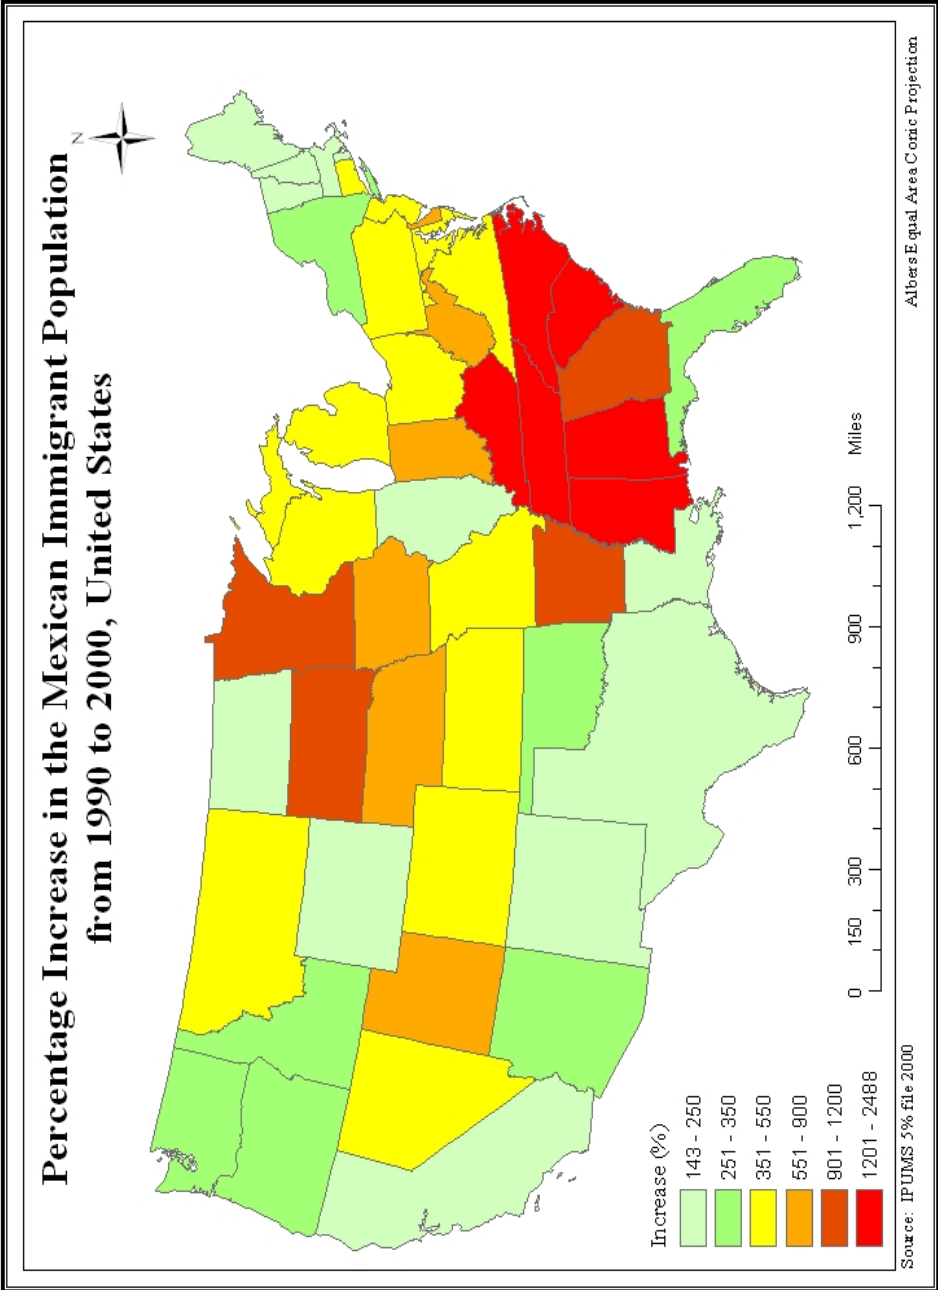 Percentage Increase in the Mexican Immigrant Population
from 1990 to 2000, United States
N
Increase (%)
143 - 250
251 - 350
351 - 550
551 - 900
901 - 1200
1201 - 2488
0 150 300 600 900 1,200 Miles
Source: IPUMS 5% file 2000
Albers Equal Area Conic Projection